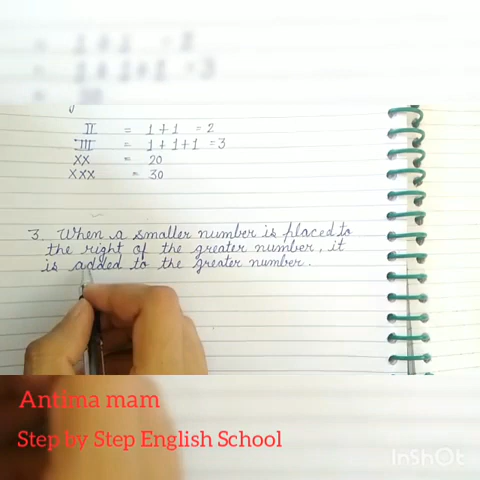 II = 1+1 = 2
III = 1+1+1 = 3
XX = 20
XXX = 30
3. When a smaller number is placed to
the right of the greater number, it
is added to the greater number.
Antima mam
Step by Step English School
InShOt